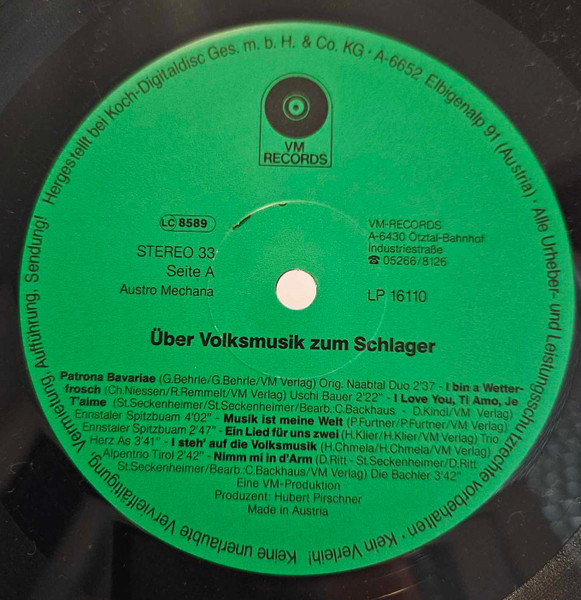 Hergestellt bei Koch-Digitaldisc Ges. m. b. H. & Co. KG · A-6652 Elbigenalp 91 (Austria) · Alle Urheber- und Leistungsschutzrechte vorbehalten · Kein Verleih! Keine unerlaubte Vervielfältigung, Vermietung, Aufführung, Sendung!
VM
RECORDS
LC 8589
STEREO 33
Seite A
Austro Mechana
VM-RECORDS
A-6430 Ötztal-Bahnhof
Industriestraße
☎ 05266/8126
LP 16110
Über Volksmusik zum Schlager
Patrona Bavariae (G.Behrle/G.Behrle/VM Verlag) Orig. Naabtal Duo 2'37 - I bin a Wetter-
frosch (Ch.Niessen/R.Remmelt/VM Verlag) Uschi Bauer 2'22" - I Love You, Ti Amo, Je
T'aime (St.Seckenheimer/St.Seckenheimer/Bearb.:C.Backhaus - D.Kindl/VM Verlag)
Ennstaler Spitzbuam 4'02" - Musik ist meine Welt (P.Furtner/P.Furtner/VM Verlag)
Ennstaler Spitzbuam 2'47" - Ein Lied für uns zwei (H.Klier/H.Klier/VM Verlag) Trio
Herz As 3'41" - I steh' auf die Volksmusik (H.Chmela/H.Chmela/VM Verlag)
Alpentrio Tirol 2'42" - Nimm mi in d'Arm (D.Ritt - St.Seckenheimer/D.Ritt
St.Seckenheimer/Bearb.:C.Backhaus/VM Verlag) Die Bachler 3'42"
Eine VM-Produktion
Produzent: Hubert Pirschner
Made in Austria